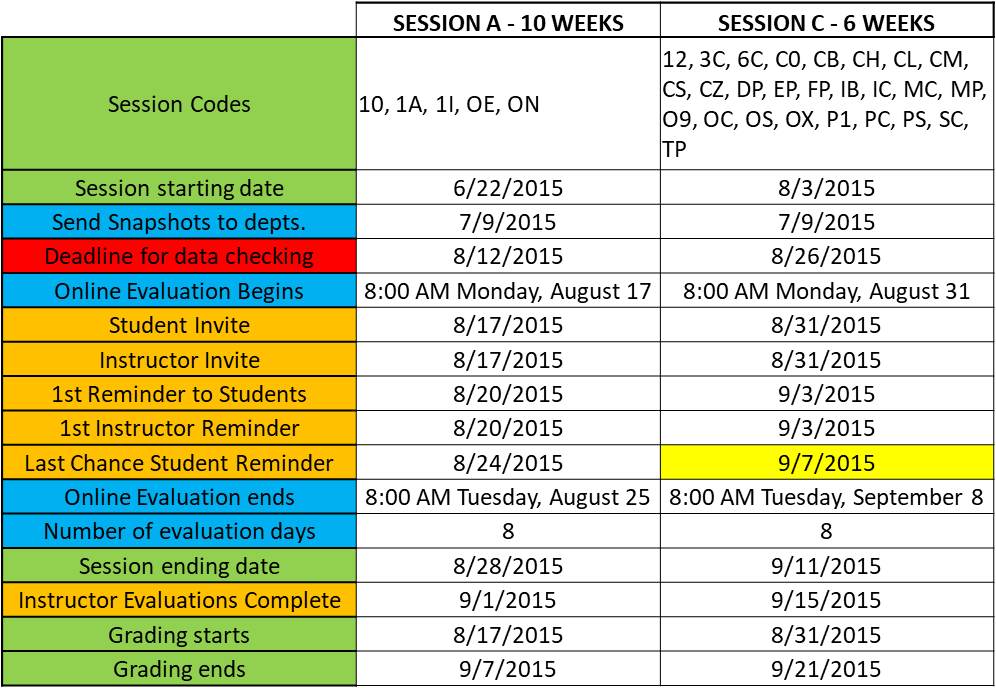 SESSION A - 10 WEEKS SESSION C - 6 WEEKS
Session Codes 10, 1A, 1I, OE, ON 12, 3C, 6C, C0, CB, CH, CL, CM,
CS, CZ, DP, EP, FP, IB, IC, MC, MP,
O9, OC, OS, OX, P1, PC, PS, SC,
TP
Session starting date 6/22/2015 8/3/2015
Send Snapshots to depts. 7/9/2015 7/9/2015
Deadline for data checking 8/12/2015 8/26/2015
Online Evaluation Begins 8:00 AM Monday, August 17 8:00 AM Monday, August 31
Student Invite 8/17/2015 8/31/2015
Instructor Invite 8/17/2015 8/31/2015
1st Reminder to Students 8/20/2015 9/3/2015
1st Instructor Reminder 8/20/2015 9/3/2015
Last Chance Student Reminder 8/24/2015 9/7/2015
Online Evaluation ends 8:00 AM Tuesday, August 25 8:00 AM Tuesday, September 8
Number of evaluation days 8 8
Session ending date 8/28/2015 9/11/2015
Instructor Evaluations Complete 9/1/2015 9/15/2015
Grading starts 8/17/2015 8/31/2015
Grading ends 9/7/2015 9/21/2015